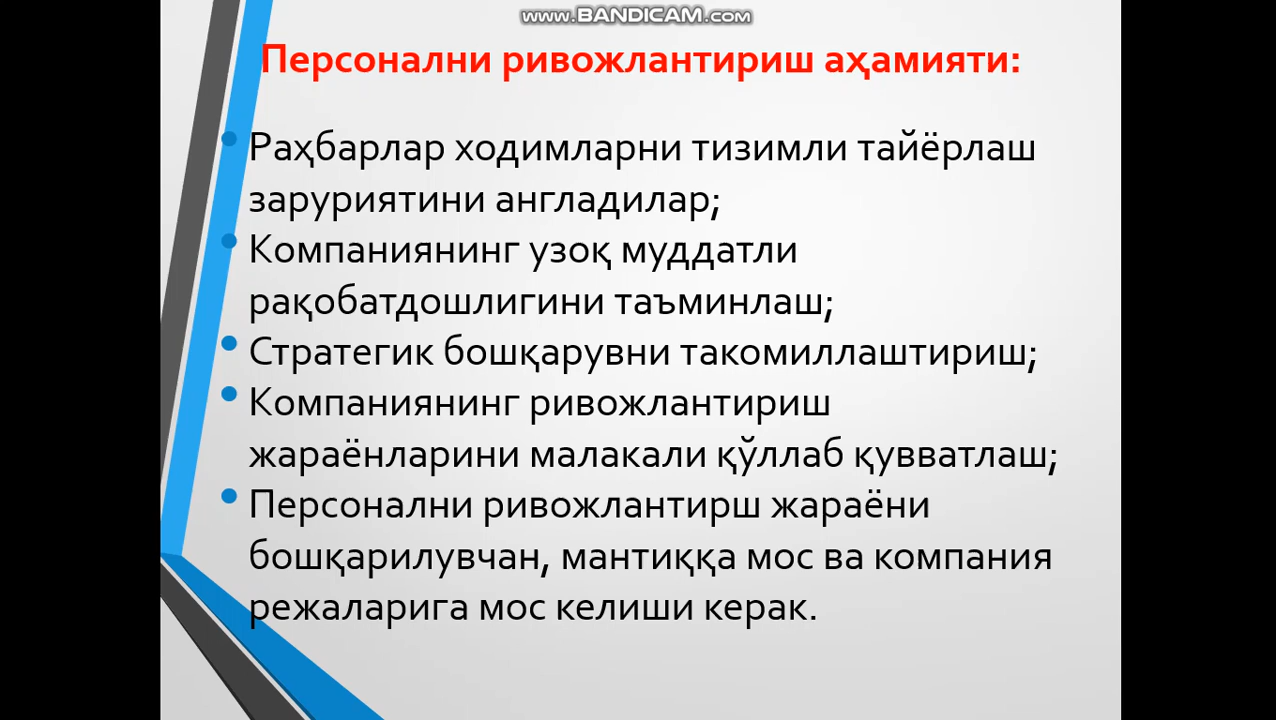 www.BANDICAM.com
Персонални ривожлантириш аҳамияти:
• Раҳбарлар ходимларни тизимли тайёрлаш
заруриятини англадилар;
• Компаниянинг узоқ муддатли
рақобатдошлигини таъминлаш;
• Стратегик бошқарувни такомиллаштириш;
• Компаниянинг ривожлантириш
жараёнларини малакали қўллаб қувватлаш;
• Персонални ривожлантирш жараёни
бошқарилувчан, мантиққа мос ва компания
режаларига мос келиши керак.